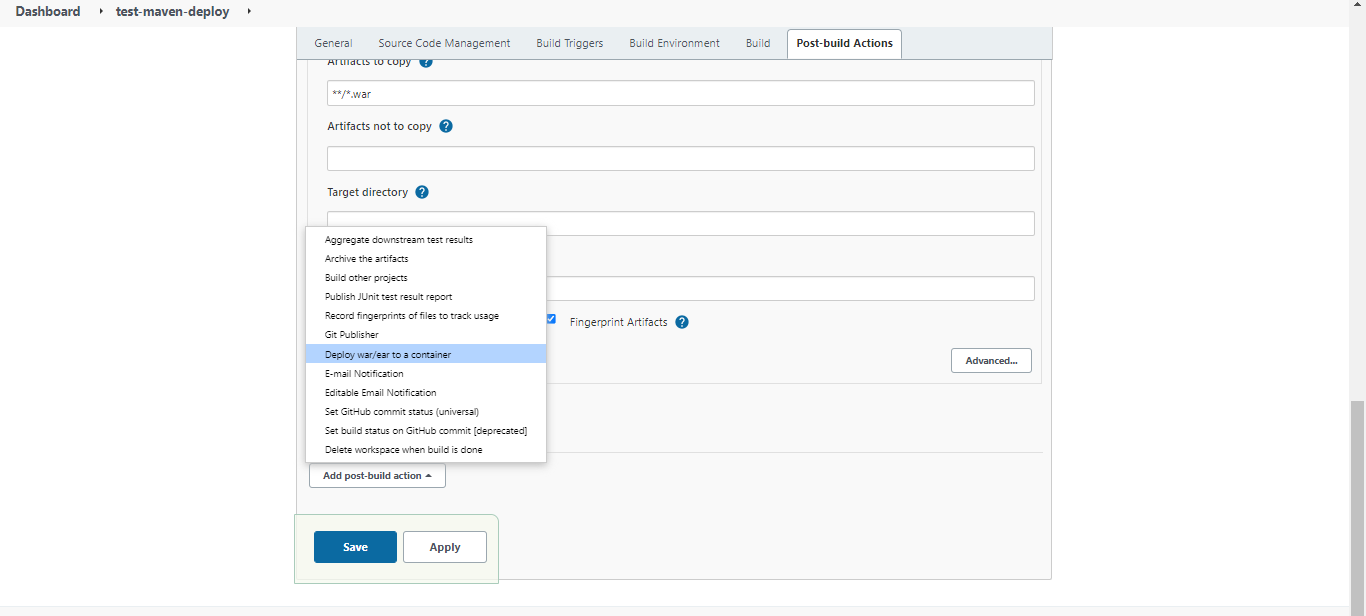 Dashboard test-maven-deploy
General Source Code Management Build Triggers Build Environment Build Post-build Actions
Artifacts to copy ?
**/*.war
Artifacts not to copy ?
Target directory ?
Aggregate downstream test results
Archive the artifacts
Build other projects
Publish JUnit test result report
Record fingerprints of files to track usage
Fingerprint Artifacts ?
Git Publisher
Deploy war/ear to a container
Advanced...
E-mail Notification
Editable Email Notification
Set GitHub commit status (universal)
Set build status on GitHub commit [deprecated]
Delete workspace when build is done
Add post-build action
Save Apply